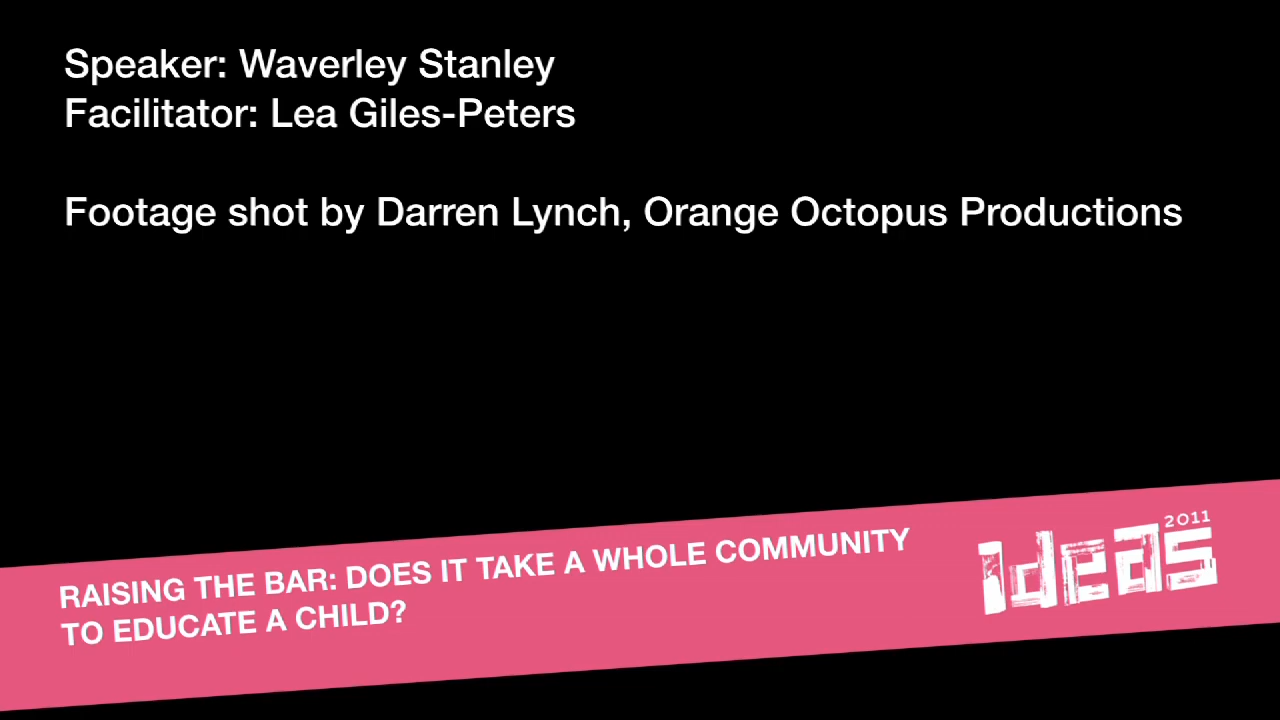 Speaker: Waverley Stanley
Facilitator: Lea Giles-Peters
Footage shot by Darren Lynch, Orange Octopus Productions
RAISING THE BAR: DOES IT TAKE A WHOLE COMMUNITY
TO EDUCATE A CHILD?
2011
Ideas